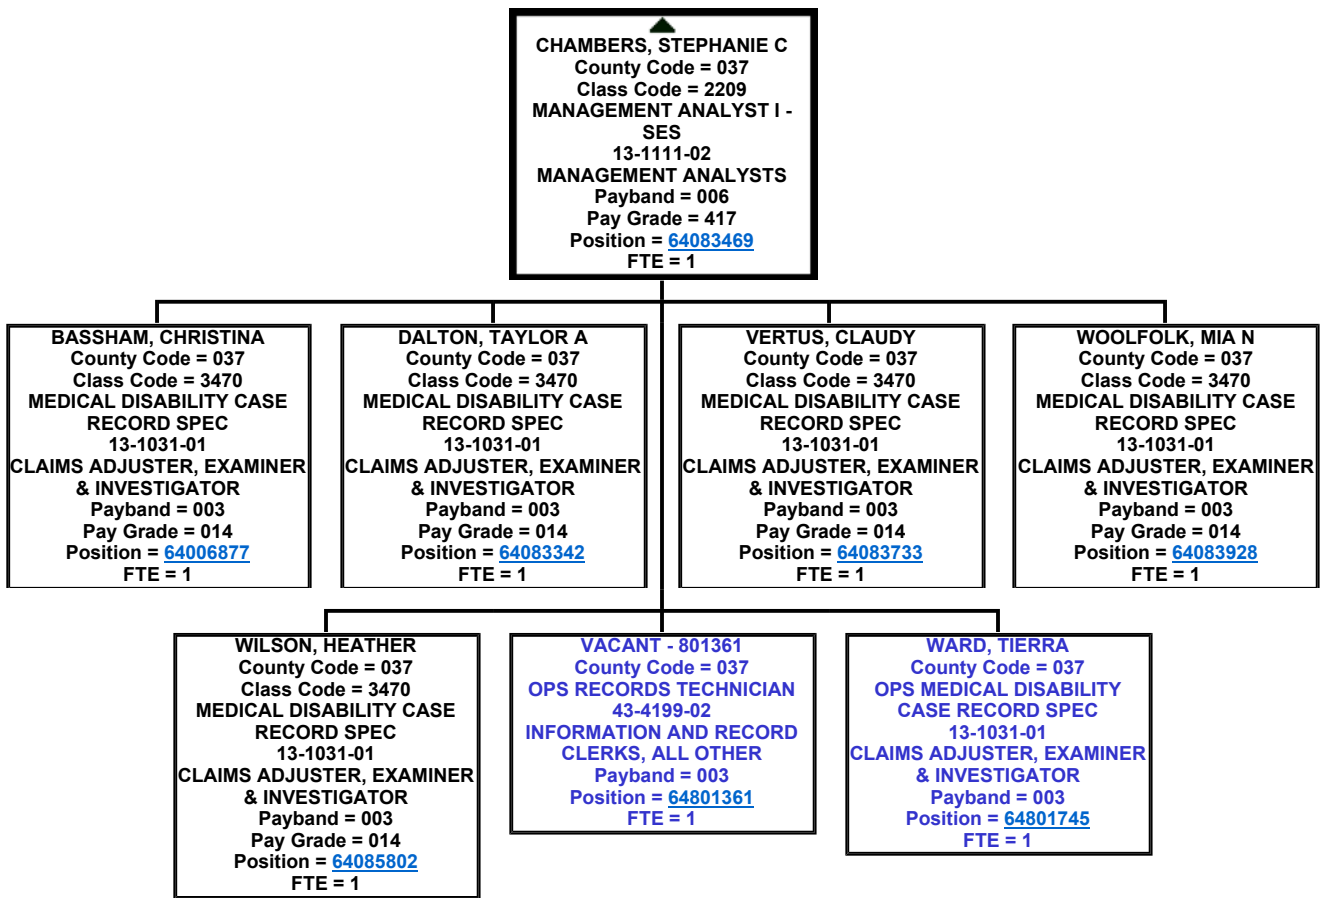 CHAMBERS, STEPHANIE C
County Code = 037
Class Code = 2209
MANAGEMENT ANALYST I -
SES
13-1111-02
MANAGEMENT ANALYSTS
Payband = 006
Pay Grade = 417
Position = 64083469
FTE = 1
BASSHAM, CHRISTINA
County Code = 037
Class Code = 3470
MEDICAL DISABILITY CASE
RECORD SPEC
13-1031-01
CLAIMS ADJUSTER, EXAMINER
& INVESTIGATOR
Payband = 003
Pay Grade = 014
Position = 64006877
FTE = 1
DALTON, TAYLOR A
County Code = 037
Class Code = 3470
MEDICAL DISABILITY CASE
RECORD SPEC
13-1031-01
CLAIMS ADJUSTER, EXAMINER
& INVESTIGATOR
Payband = 003
Pay Grade = 014
Position = 64083342
FTE = 1
VERTUS, CLAUDY
County Code = 037
Class Code = 3470
MEDICAL DISABILITY CASE
RECORD SPEC
13-1031-01
CLAIMS ADJUSTER, EXAMINER
& INVESTIGATOR
Payband = 003
Pay Grade = 014
Position = 64083733
FTE = 1
WOOLFOLK, MIA N
County Code = 037
Class Code = 3470
MEDICAL DISABILITY CASE
RECORD SPEC
13-1031-01
CLAIMS ADJUSTER, EXAMINER
& INVESTIGATOR
Payband = 003
Pay Grade = 014
Position = 64083928
FTE = 1
WILSON, HEATHER
County Code = 037
Class Code = 3470
MEDICAL DISABILITY CASE
RECORD SPEC
13-1031-01
CLAIMS ADJUSTER, EXAMINER
& INVESTIGATOR
Payband = 003
Pay Grade = 014
Position = 64085802
FTE = 1
VACANT - 801361
County Code = 037
OPS RECORDS TECHNICIAN
43-4199-02
INFORMATION AND RECORD
CLERKS, ALL OTHER
Payband = 003
Position = 64801361
FTE = 1
WARD, TIERRA
County Code = 037
OPS MEDICAL DISABILITY
CASE RECORD SPEC
13-1031-01
CLAIMS ADJUSTER, EXAMINER
& INVESTIGATOR
Payband = 003
Position = 64801745
FTE = 1